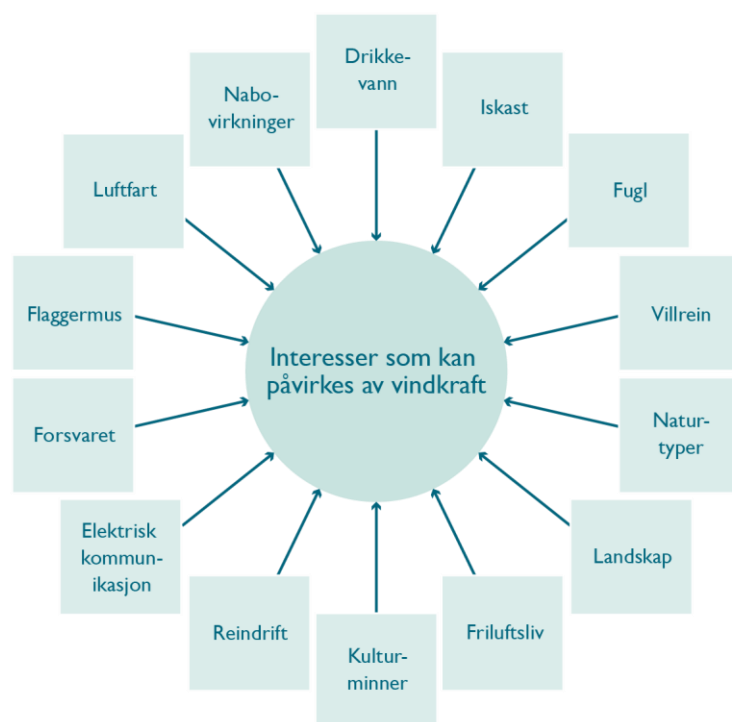 Drikke-
vann
Iskast
Fugl
Villrein
Natur-
typer
Landskap
Friluftsliv
Kultur-
minner
Reindrift
Elektrisk
kommun-
ikasjon
Forsvaret
Flaggermus
Luftfart
Nabo-
virkninger
Interesser som kan
påvirkes av vindkraft